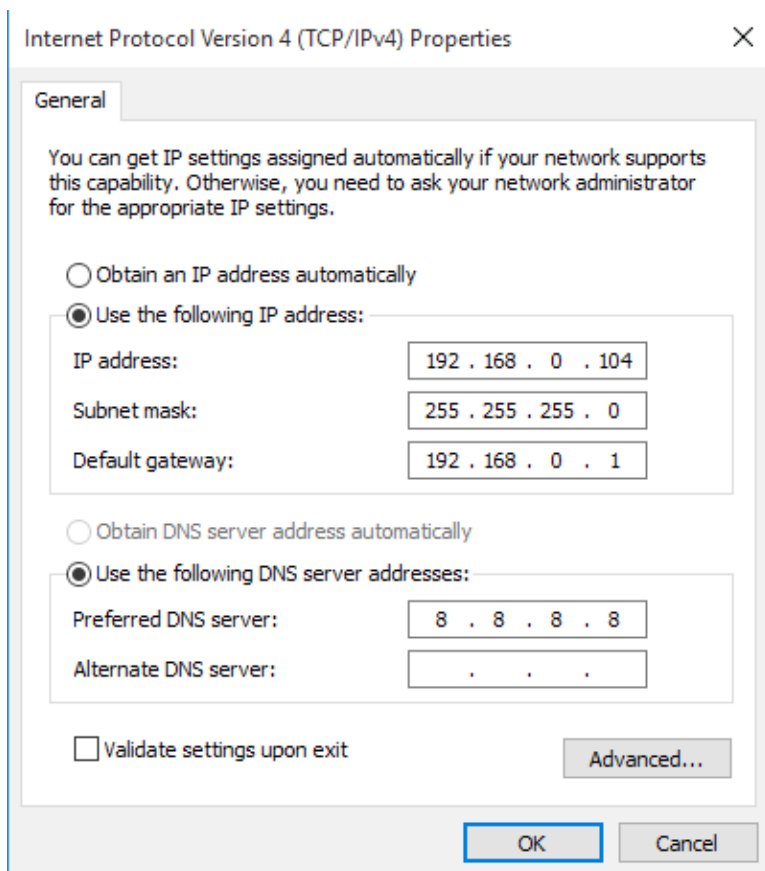 Internet Protocol Version 4 (TCP/IPv4) Properties
General
You can get IP settings assigned automatically if your network supports
this capability. Otherwise, you need to ask your network administrator
for the appropriate IP settings.
Obtain an IP address automatically
Use the following IP address:
IP address: 192 . 168 . 0 . 104
Subnet mask: 255 . 255 . 255 . 0
Default gateway: 192 . 168 . 0 . 1
Obtain DNS server address automatically
Use the following DNS server addresses:
Preferred DNS server: 8 . 8 . 8 . 8
Alternate DNS server: . . .
Validate settings upon exit
Advanced...
OK Cancel